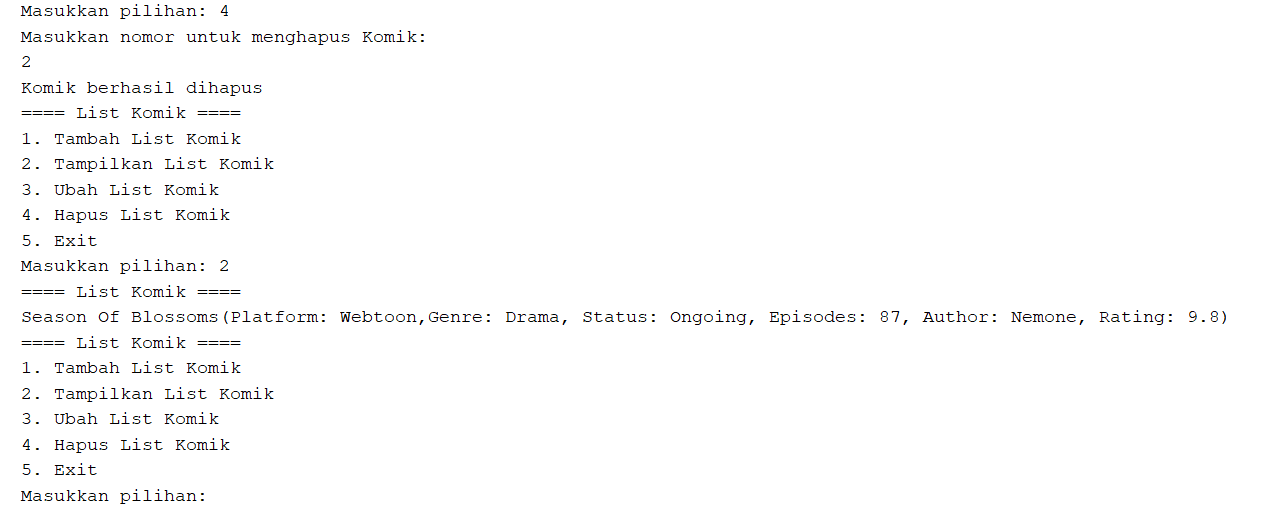 Masukkan pilihan: 4
Masukkan nomor untuk menghapus Komik:
2
Komik berhasil dihapus
==== List Komik ====
1. Tambah List Komik
2. Tampilkan List Komik
3. Ubah List Komik
4. Hapus List Komik
5. Exit
Masukkan pilihan: 2
==== List Komik ====
Season Of Blossoms(Platform: Webtoon,Genre: Drama, Status: Ongoing, Episodes: 87, Author: Nemone, Rating: 9.8)
==== List Komik ====
1. Tambah List Komik
2. Tampilkan List Komik
3. Ubah List Komik
4. Hapus List Komik
5. Exit
Masukkan pilihan: